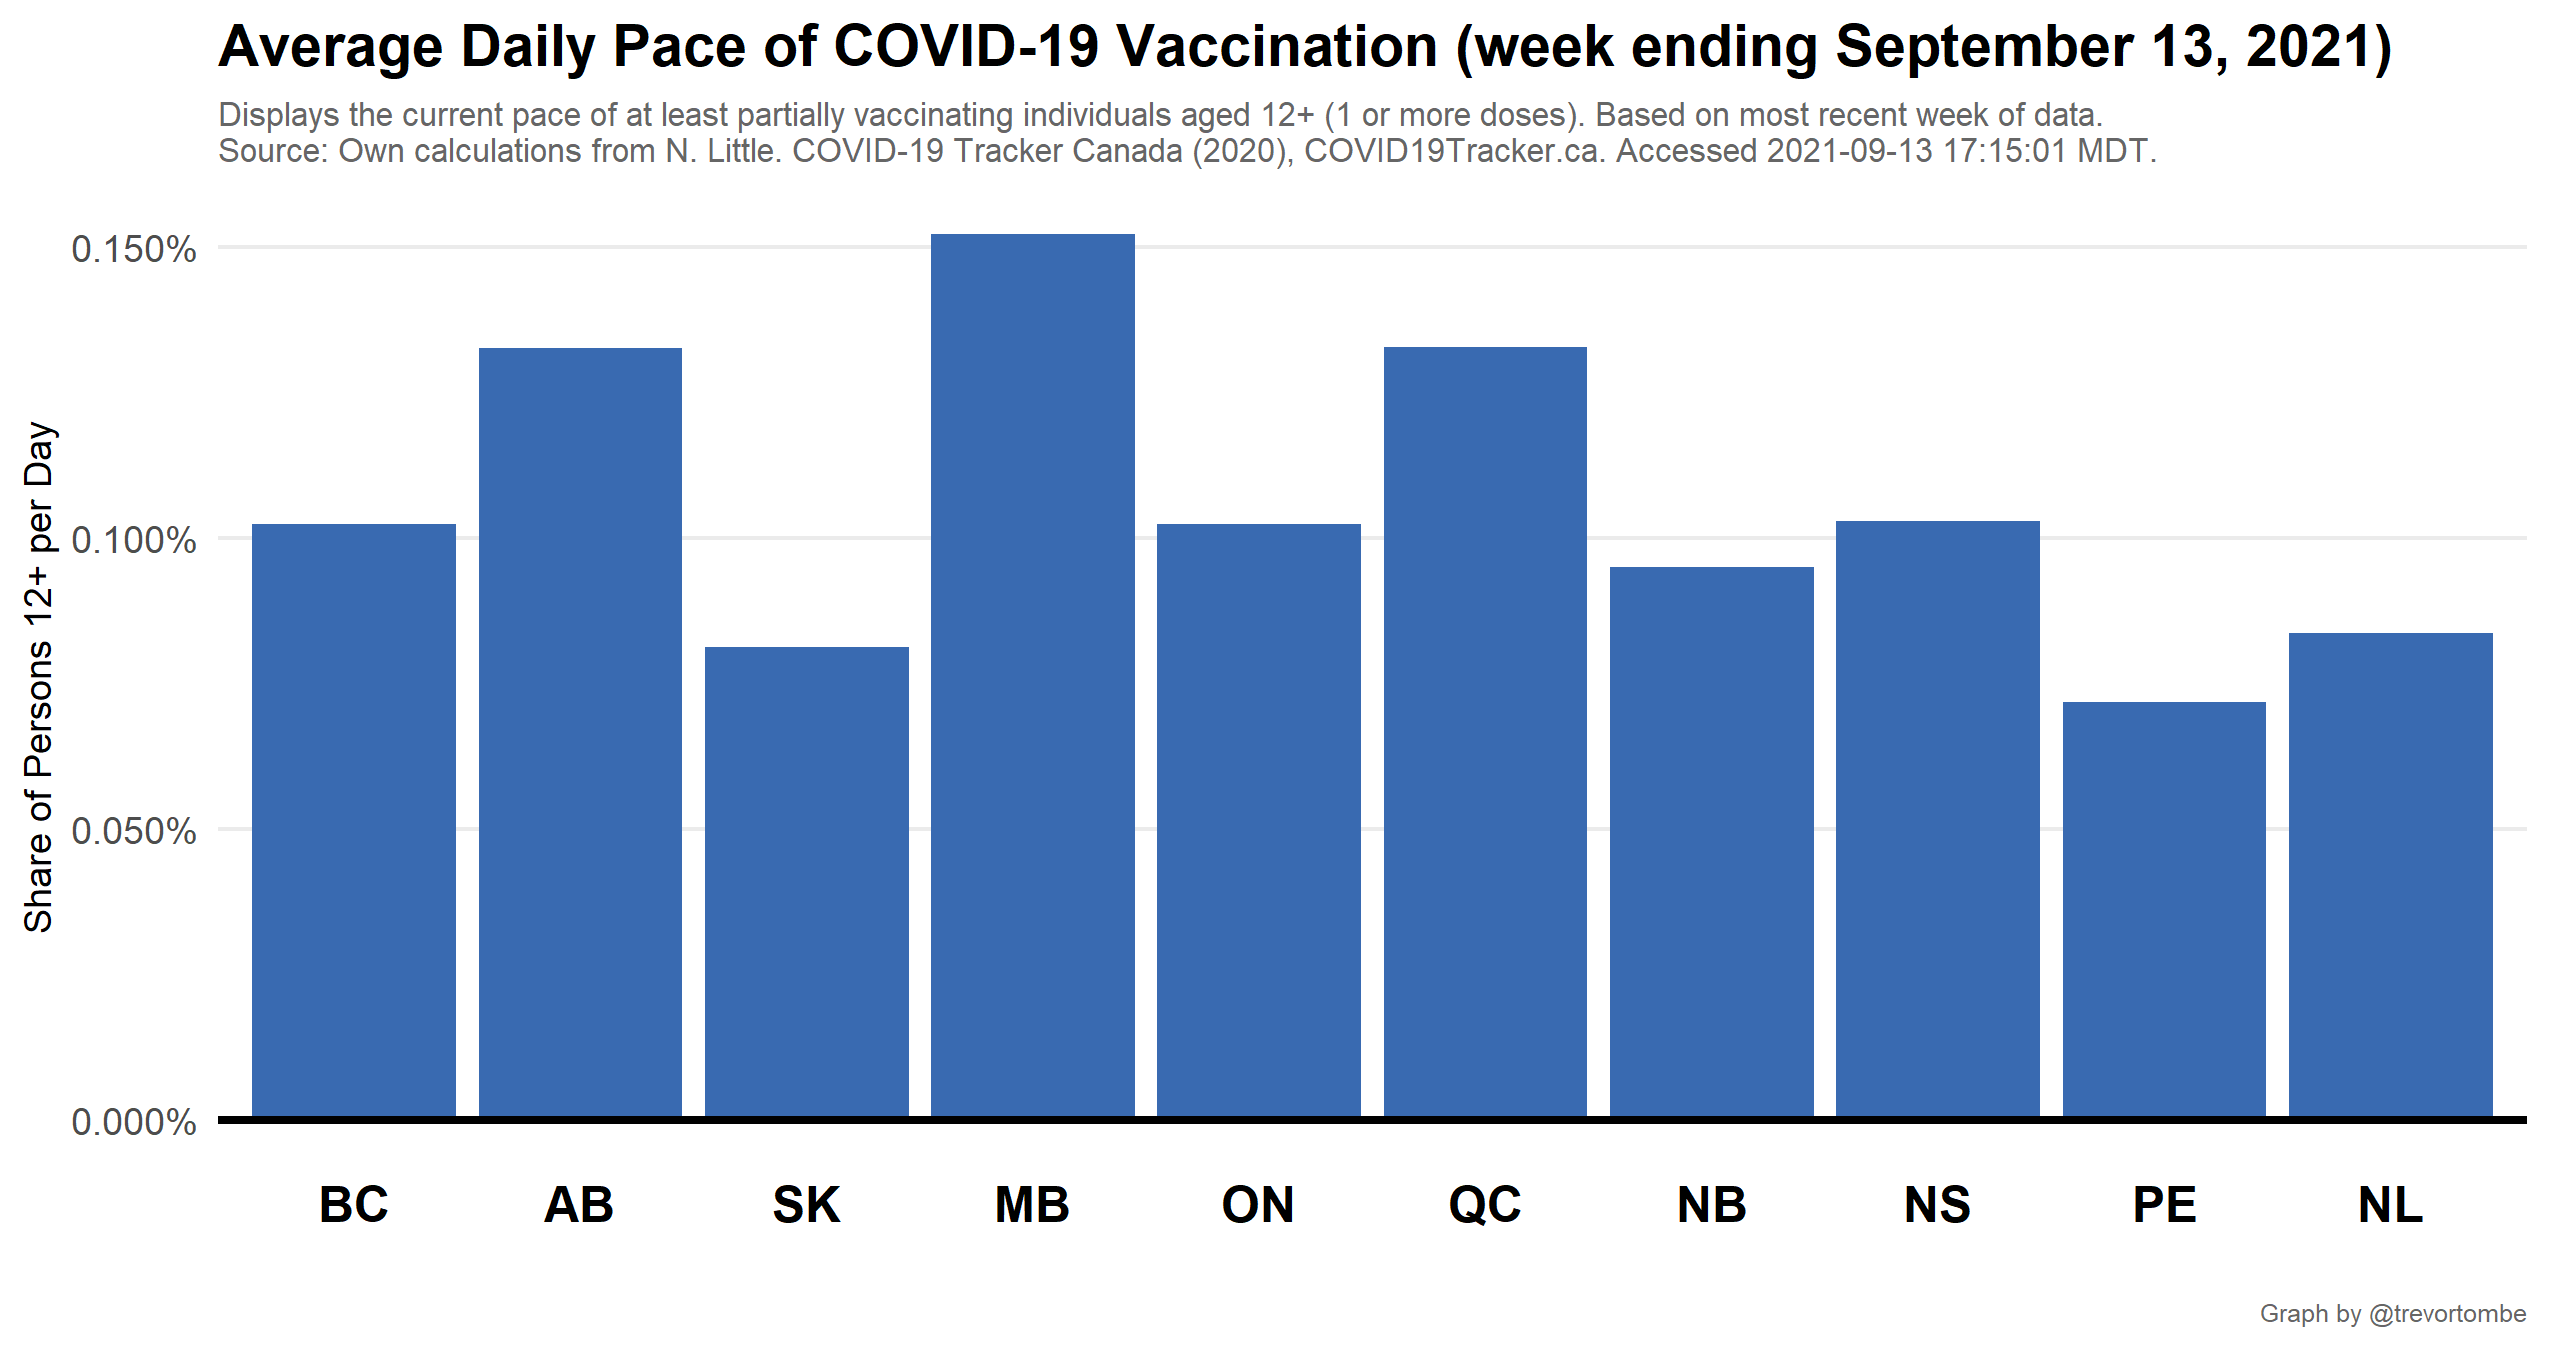 Average Daily Pace of COVID-19 Vaccination (week ending September 13, 2021)
Displays the current pace of at least partially vaccinating individuals aged 12+ (1 or more doses). Based on most recent week of data.
Source: Own calculations from N. Little. COVID-19 Tracker Canada (2020), COVID19Tracker.ca. Accessed 2021-09-13 17:15:01 MDT.
Share of Persons 12+ per Day
0.150%
0.100%
0.050%
0.000%
BC AB SK MB ON QC NB NS PE NL
Graph by @trevortombe